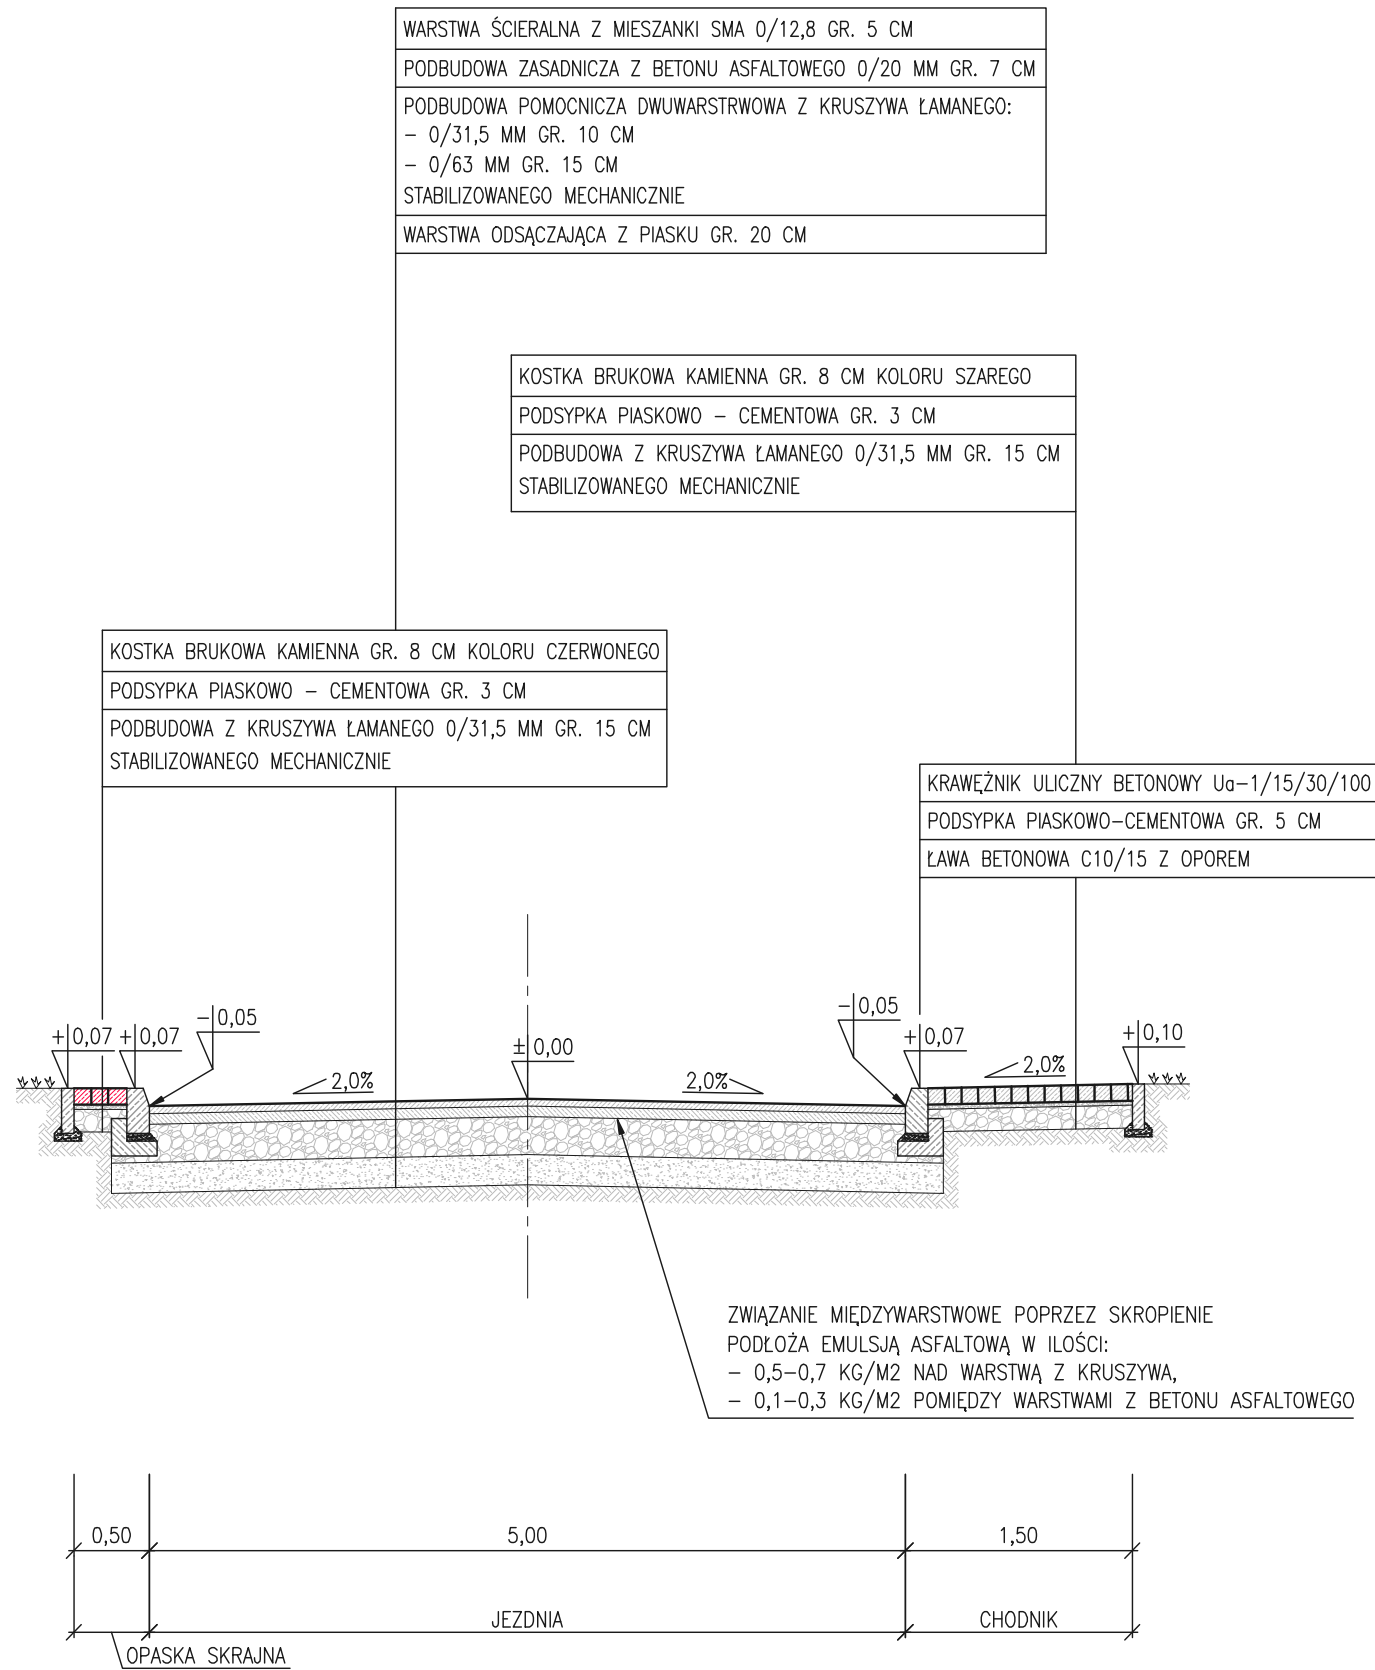 WARSTWA ŚCIERALNA Z MIESZANKI SMA 0/12,8 GR. 5 CM
PODBUDOWA ZASADNICZA Z BETONU ASFALTOWEGO 0/20 MM GR. 7 CM
PODBUDOWA POMOCNICZA DWUWARSTRWOWA Z KRUSZYWA ŁAMANEGO:
- 0/31,5 MM GR. 10 CM
- 0/63 MM GR. 15 CM
STABILIZOWANEGO MECHANICZNIE
WARSTWA ODSĄCZAJĄCA Z PIASKU GR. 20 CM
KOSTKA BRUKOWA KAMIENNA GR. 8 CM KOLORU SZAREGO
PODSYPKA PIASKOWO - CEMENTOWA GR. 3 CM
PODBUDOWA Z KRUSZYWA ŁAMANEGO 0/31,5 MM GR. 15 CM
STABILIZOWANEGO MECHANICZNIE
KOSTKA BRUKOWA KAMIENNA GR. 8 CM KOLORU CZERWONEGO
PODSYPKA PIASKOWO - CEMENTOWA GR. 3 CM
PODBUDOWA Z KRUSZYWA ŁAMANEGO 0/31,5 MM GR. 15 CM
STABILIZOWANEGO MECHANICZNIE
KRAWĘŻNIK ULICZNY BETONOWY Ua-1/15/30/100
PODSYPKA PIASKOWO-CEMENTOWA GR. 5 CM
ŁAWA BETONOWA C10/15 Z OPOREM
+0,07 +0,07 -0,05 ±0,00 -0,05 +0,07 +0,10
2,0% 2,0% 2,0%
ZWIĄZANIE MIĘDZYWARSTWOWE POPRZEZ SKROPIENIE
PODŁOŻA EMULSJĄ ASFALTOWĄ W ILOŚCI:
- 0,5-0,7 KG/M2 NAD WARSTWĄ Z KRUSZYWA,
- 0,1-0,3 KG/M2 POMIĘDZY WARSTWAMI Z BETONU ASFALTOWEGO
0,50 5,00 1,50
JEZDNIA CHODNIK
OPASKA SKRAJNA